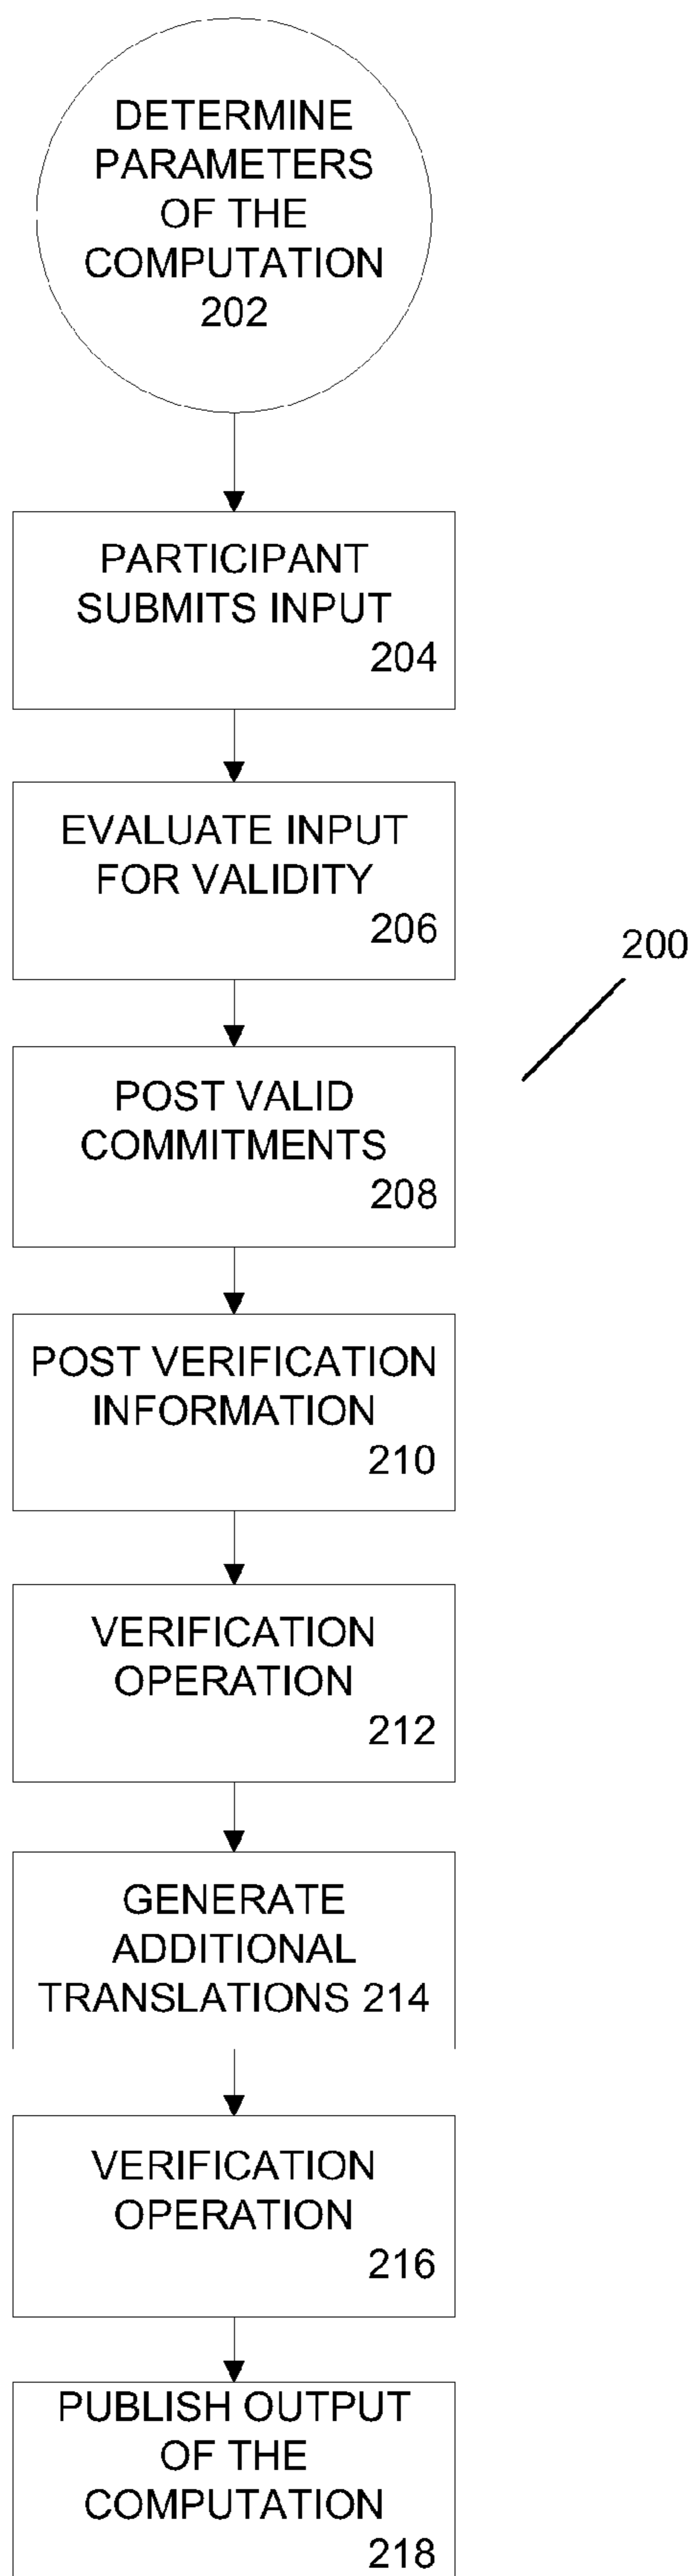 DETERMINE
PARAMETERS
OF THE
COMPUTATION
202
PARTICIPANT
SUBMITS INPUT
204
EVALUATE INPUT
FOR VALIDITY
206
200
POST VALID
COMMITMENTS
208
POST VERIFICATION
INFORMATION
210
VERIFICATION
OPERATION
212
GENERATE
ADDITIONAL
TRANSLATIONS 214
VERIFICATION
OPERATION
216
PUBLISH OUTPUT
OF THE
COMPUTATION
218